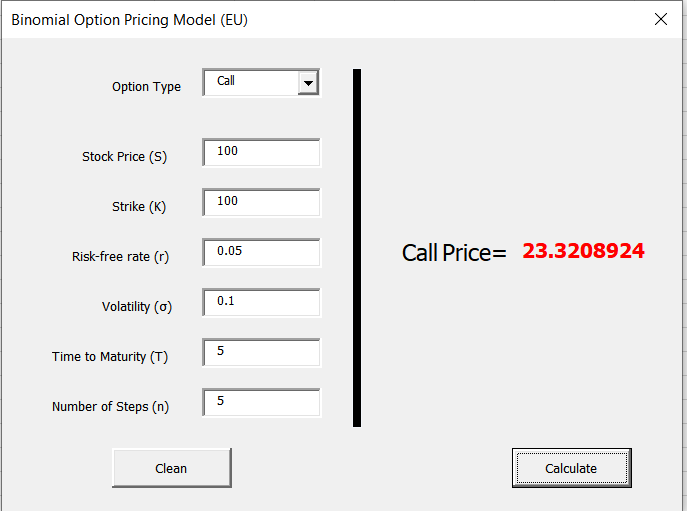 Binomial Option Pricing Model (EU)
Option Type Call
Stock Price (S) 100
Strike (K) 100
Risk-free rate (r) 0.05
Call Price= 23.3208924
Volatility (σ) 0.1
Time to Maturity (T) 5
Number of Steps (n) 5
Clean Calculate